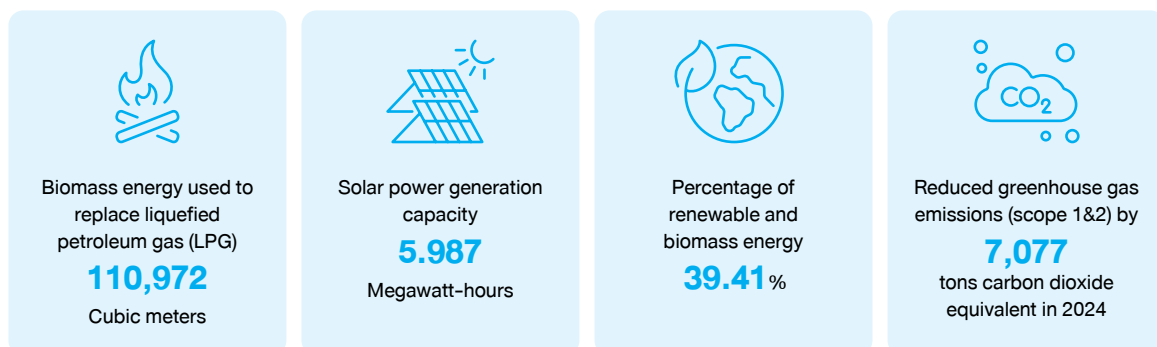 Biomass energy used to
replace liquefied
petroleum gas (LPG)
110,972
Cubic meters
Solar power generation
capacity
5.987
Megawatt-hours
Percentage of
renewable and
biomass energy
39.41%
CO2
Reduced greenhouse gas
emissions (scope 1&2) by
7,077
tons carbon dioxide
equivalent in 2024